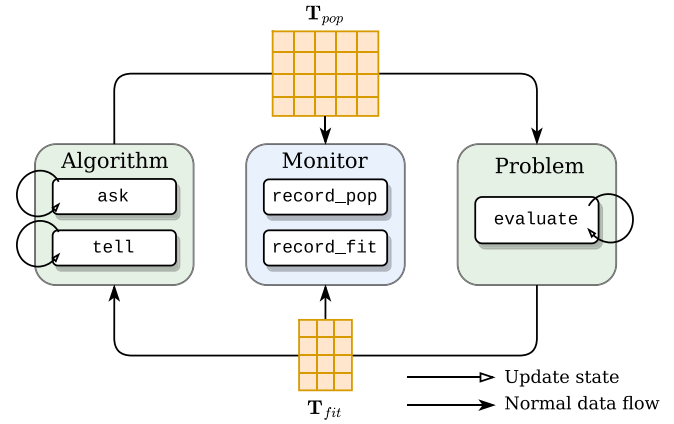 T_pop
Algorithm
Monitor
Problem
ask
record_pop
evaluate
tell
record_fit
Update state
Normal data flow
T_fit